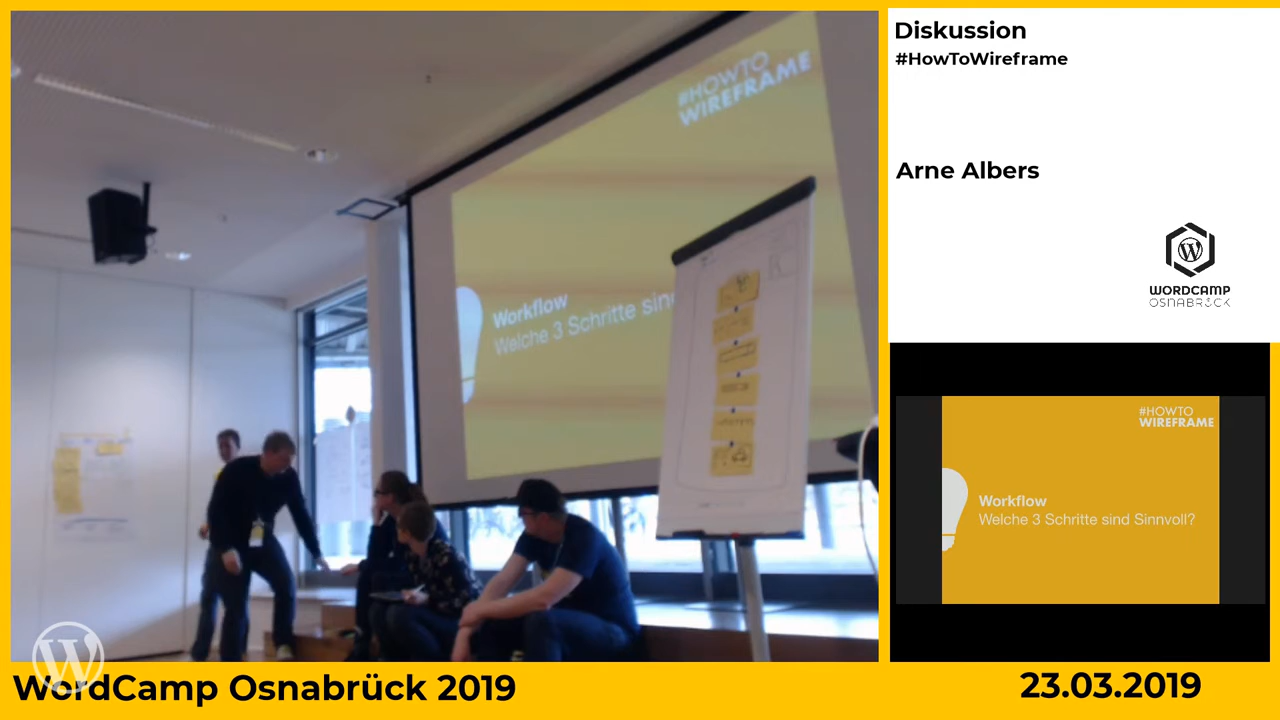 #HOWTO
WIREFRAME
Workflow
Welche 3 Schritte sin
Diskussion
#HowToWireframe
Arne Albers
WORDCAMP
OSNABRÜCK
#HOWTO
WIREFRAME
Workflow
Welche 3 Schritte sind Sinnvoll?
WordCamp Osnabrück 2019
23.03.2019